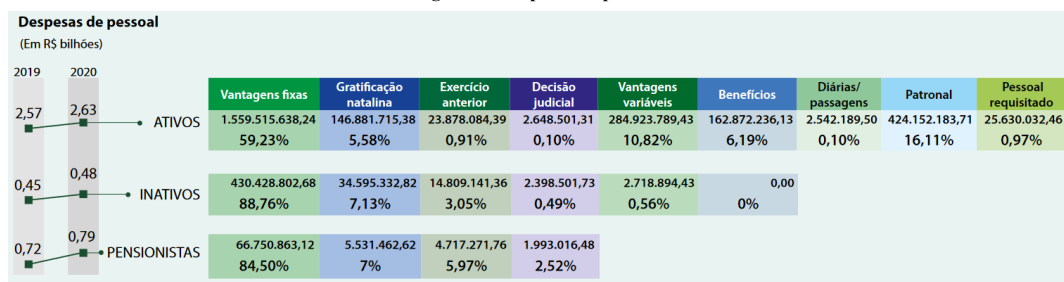 Despesas de pessoal
(Em R$ bilhões)
2019 2020
Vantagens fixas Gratificação natalina Exercício anterior Decisão judicial Vantagens variáveis Benefícios Diárias/ passagens Patronal Pessoal requisitado
2,57 2,63 ATIVOS 1.559.515.638,24 146.881.715,38 23.878.084,39 2.648.501,31 284.923.789,43 162.872.236,13 2.542.189,50 424.152.183,71 25.630.032,46
59,23% 5,58% 0,91% 0,10% 10,82% 6,19% 0,10% 16,11% 0,97%
0,45 0,48 INATIVOS 430.428.802,68 34.595.332,82 14.809.141,36 2.398.501,73 2.718.894,43 0,00
88,76% 7,13% 3,05% 0,49% 0,56% 0%
0,72 0,79 PENSIONISTAS 66.750.863,12 5.531.462,62 4.717.271,76 1.993.016,48
84,50% 7% 5,97% 2,52%